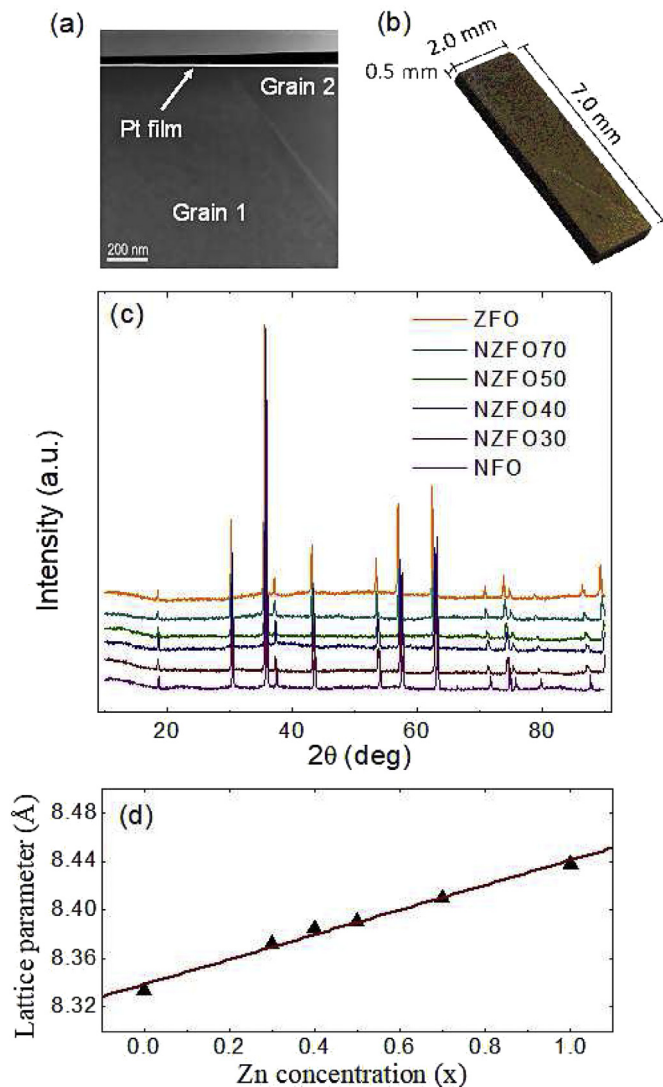 (a)
Grain 2
Pt film
Grain 1
200 nm
(b)
2.0 mm
0.5 mm
7.0 mm
(c)
ZFO
NZFO70
NZFO50
NZFO40
NZFO30
NFO
Intensity (a.u.)
20 40 60 80
2θ (deg)
(d)
8.48
8.44
8.40
8.36
8.32
Lattice parameter (Å)
0.0 0.2 0.4 0.6 0.8 1.0
Zn concentration (x)